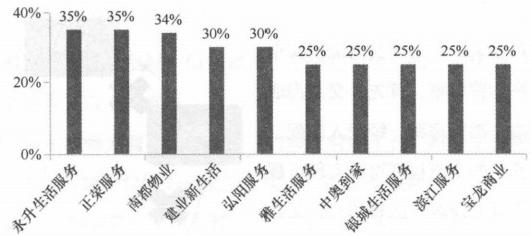 40%
20%
0%
35%
35%
34%
30%
30%
25%
25%
25%
25%
25%
永升生活服务
正荣服务
南都物业
建业新生活
弘阳服务
雅生活服务
中奥到家
银城生活服务
滨江服务
宝龙商业